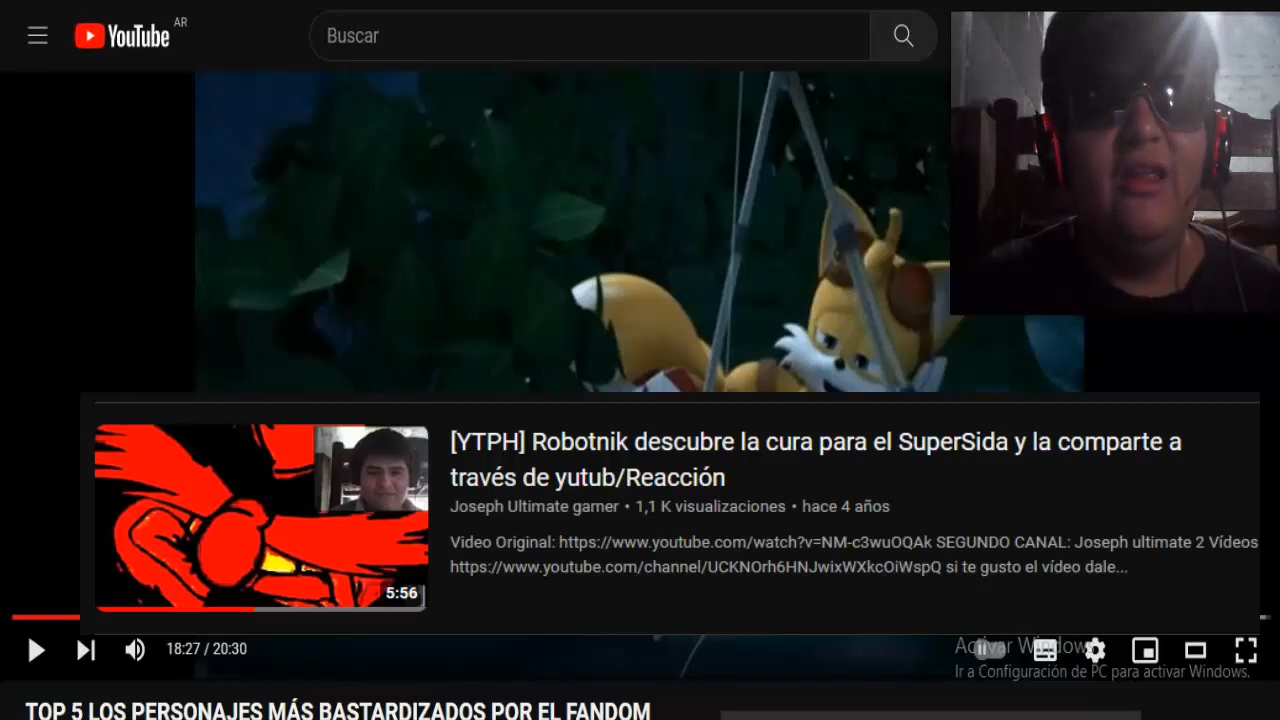 YouTube AR
Buscar
[YTPH] Robotnik descubre la cura para el SuperSida y la comparte a
través de yutub/Reacción
Joseph Ultimate gamer • 1,1 K visualizaciones • hace 4 años
Video Original: https://www.youtube.com/watch?v=NM-c3wuOQAk SEGUNDO CANAL: Joseph ultimate 2 Vídeos
https://www.youtube.com/channel/UCKNOrh6HNJwixWXkcOiWspQ si te gusto el vídeo dale...
5:56
18:27 / 20:30
Activar Windows
Ir a Configuración de PC para activar Windows.
TOP 5 LOS PERSONAJES MÁS BASTARDIZADOS POR EL FANDOM